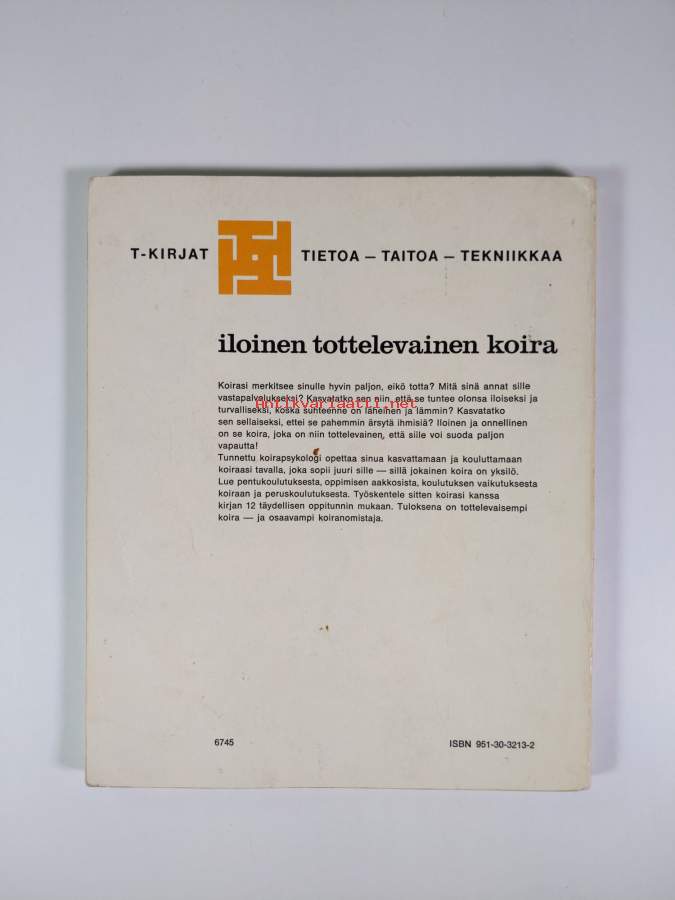 T-KIRJAT TIETOA — TAITOA — TEKNIIKKAA
iloinen tottelevainen koira
Koirasi merkitsee sinulle hyvin paljon, eikö totta? Mitä sinä annat sille
vastapalvelukseksi? Kasvatatko sen niin, että se tuntee olonsa iloiseksi ja
antikvariaatti.net
turvalliseksi, koska suhteenne on läheinen ja lämmin? Kasvatatko
sen sellaiseksi, ettei se pahemmin ärsytä ihmisiä? Iloinen ja onnellinen
on se koira, joka on niin tottelevainen, että sille voi suoda paljon
vapautta!
Tunnettu koirapsykologi opettaa sinua kasvattamaan ja kouluttamaan
koiraasi tavalla, joka sopii juuri sille — sillä jokainen koira on yksilö.
Lue pentukoulutuksesta, oppimisen aakkosista, koulutuksen vaikutuksesta
koiraan ja peruskoulutuksesta. Työskentele sitten koirasi kanssa
kirjan 12 täydellisen oppitunnin mukaan. Tuloksena on tottelevaisempi
koira — ja osaavampi koiranomistaja.
6745 ISBN 951-30-3213-2